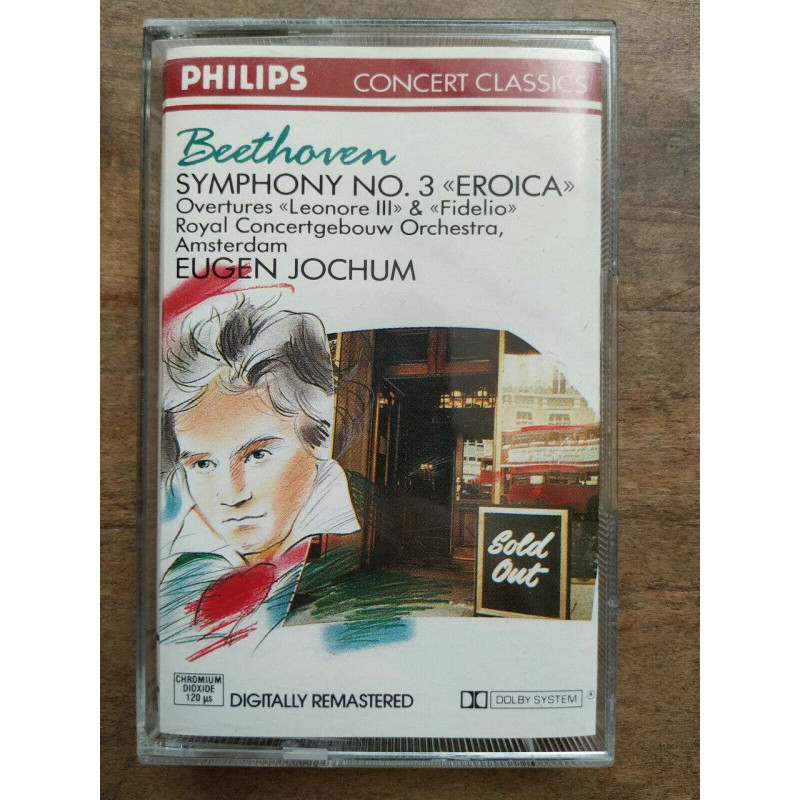 PHILIPS CONCERT CLASSICS
Beethoven
SYMPHONY NO. 3 «EROICA»
Overtures «Leonore III» & «Fidelio»
Royal Concertgebouw Orchestra,
Amsterdam
EUGEN JOCHUM
Sold
Out
CHROMIUM
DIOXIDE
120 µs
DIGITALLY REMASTERED
DOLBY SYSTEM